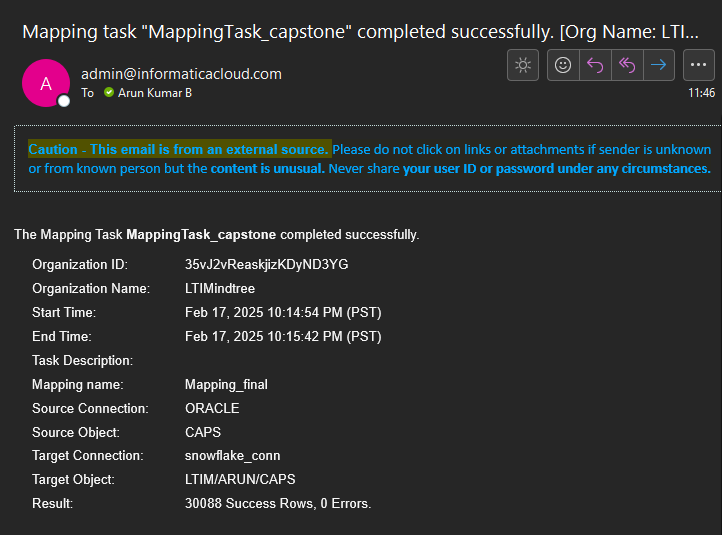 Mapping task "MappingTask_capstone" completed successfully. [Org Name: LTI...
A
admin@informaticacloud.com
To Arun Kumar B
11:46
Caution - This email is from an external source. Please do not click on links or attachments if sender is unknown
or from known person but the content is unusual. Never share your user ID or password under any circumstances.
The Mapping Task MappingTask_capstone completed successfully.
Organization ID: 35vJ2vReaskjizKDyND3YG
Organization Name: LTIMindtree
Start Time: Feb 17, 2025 10:14:54 PM (PST)
End Time: Feb 17, 2025 10:15:42 PM (PST)
Task Description:
Mapping name: Mapping_final
Source Connection: ORACLE
Source Object: CAPS
Target Connection: snowflake_conn
Target Object: LTIM/ARUN/CAPS
Result: 30088 Success Rows, 0 Errors.